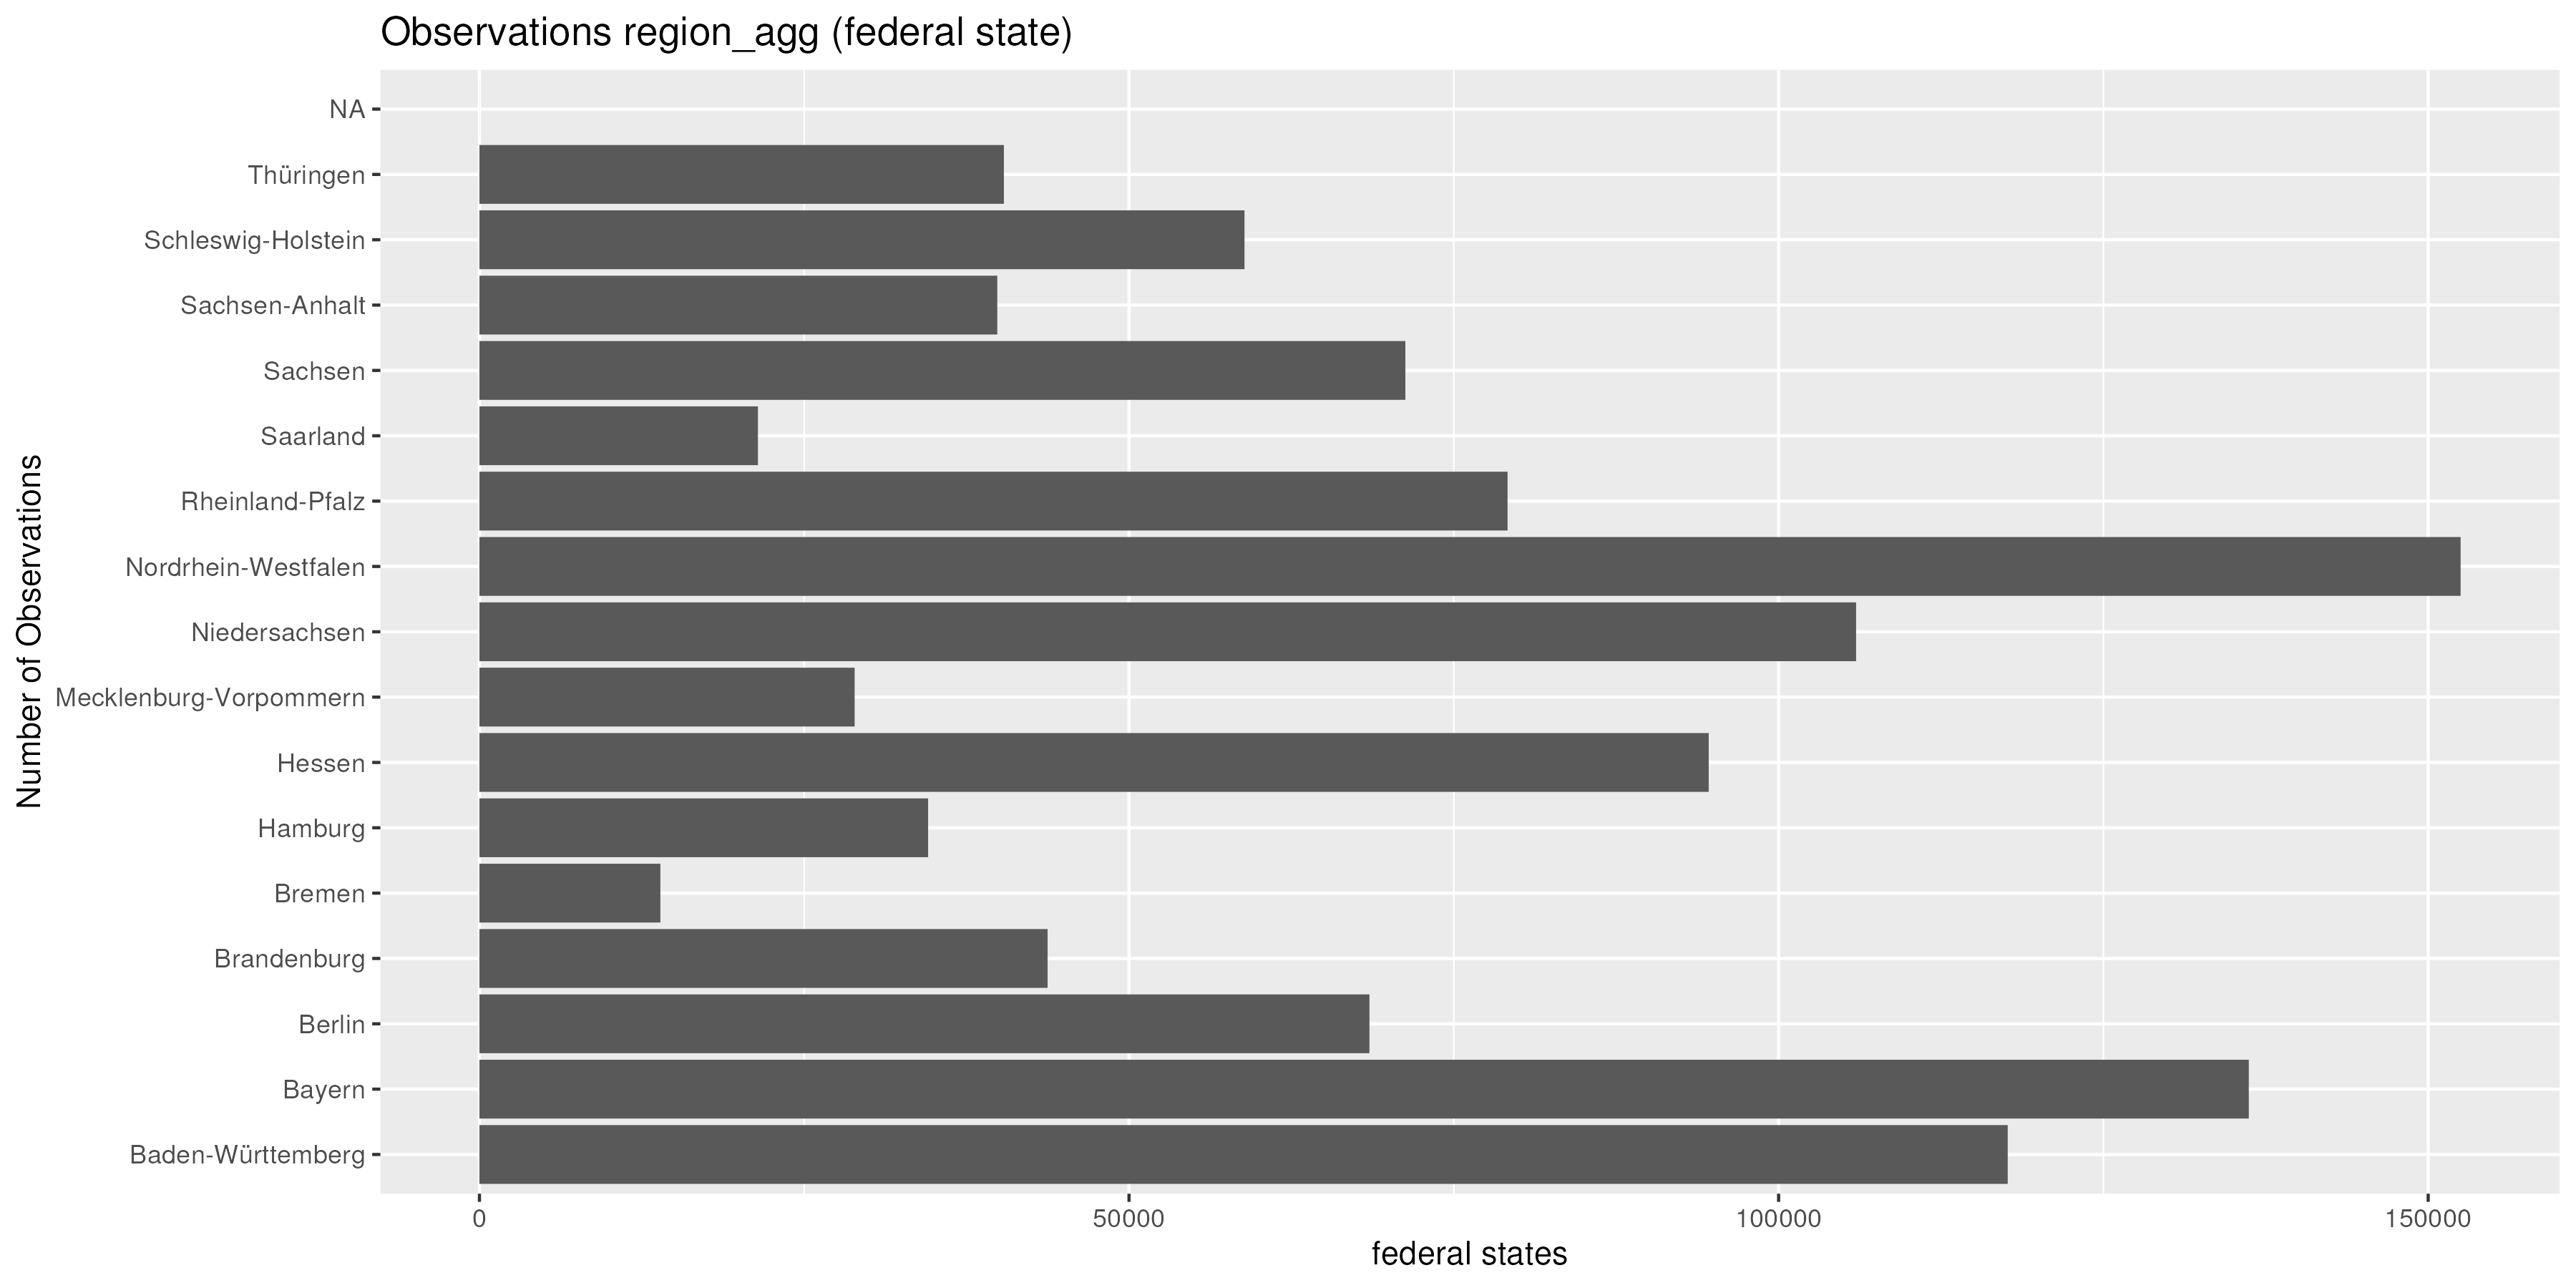 Observations region_agg (federal state)
Number of Observations
NA
Thüringen
Schleswig-Holstein
Sachsen-Anhalt
Sachsen
Saarland
Rheinland-Pfalz
Nordrhein-Westfalen
Niedersachsen
Mecklenburg-Vorpommern
Hessen
Hamburg
Bremen
Brandenburg
Berlin
Bayern
Baden-Württemberg
0 50000 100000 150000
federal states